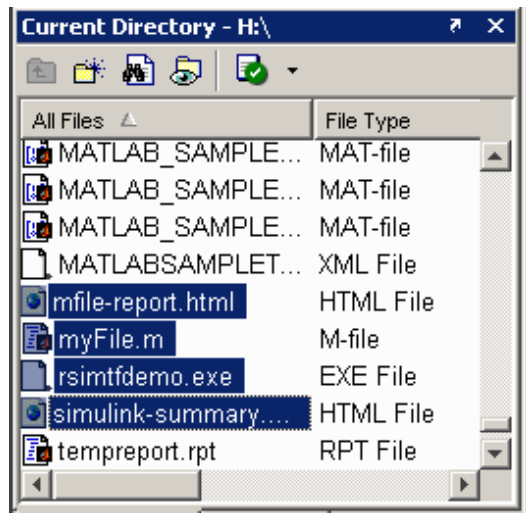 Current Directory - H:\
All Files File Type
MATLAB_SAMPLE... MAT-file
MATLAB_SAMPLE... MAT-file
MATLAB_SAMPLE... MAT-file
MATLABSAMPLET... XML File
mfile-report.html HTML File
myFile.m M-file
rsimtfdemo.exe EXE File
simulink-summary.... HTML File
tempreport.rpt RPT File